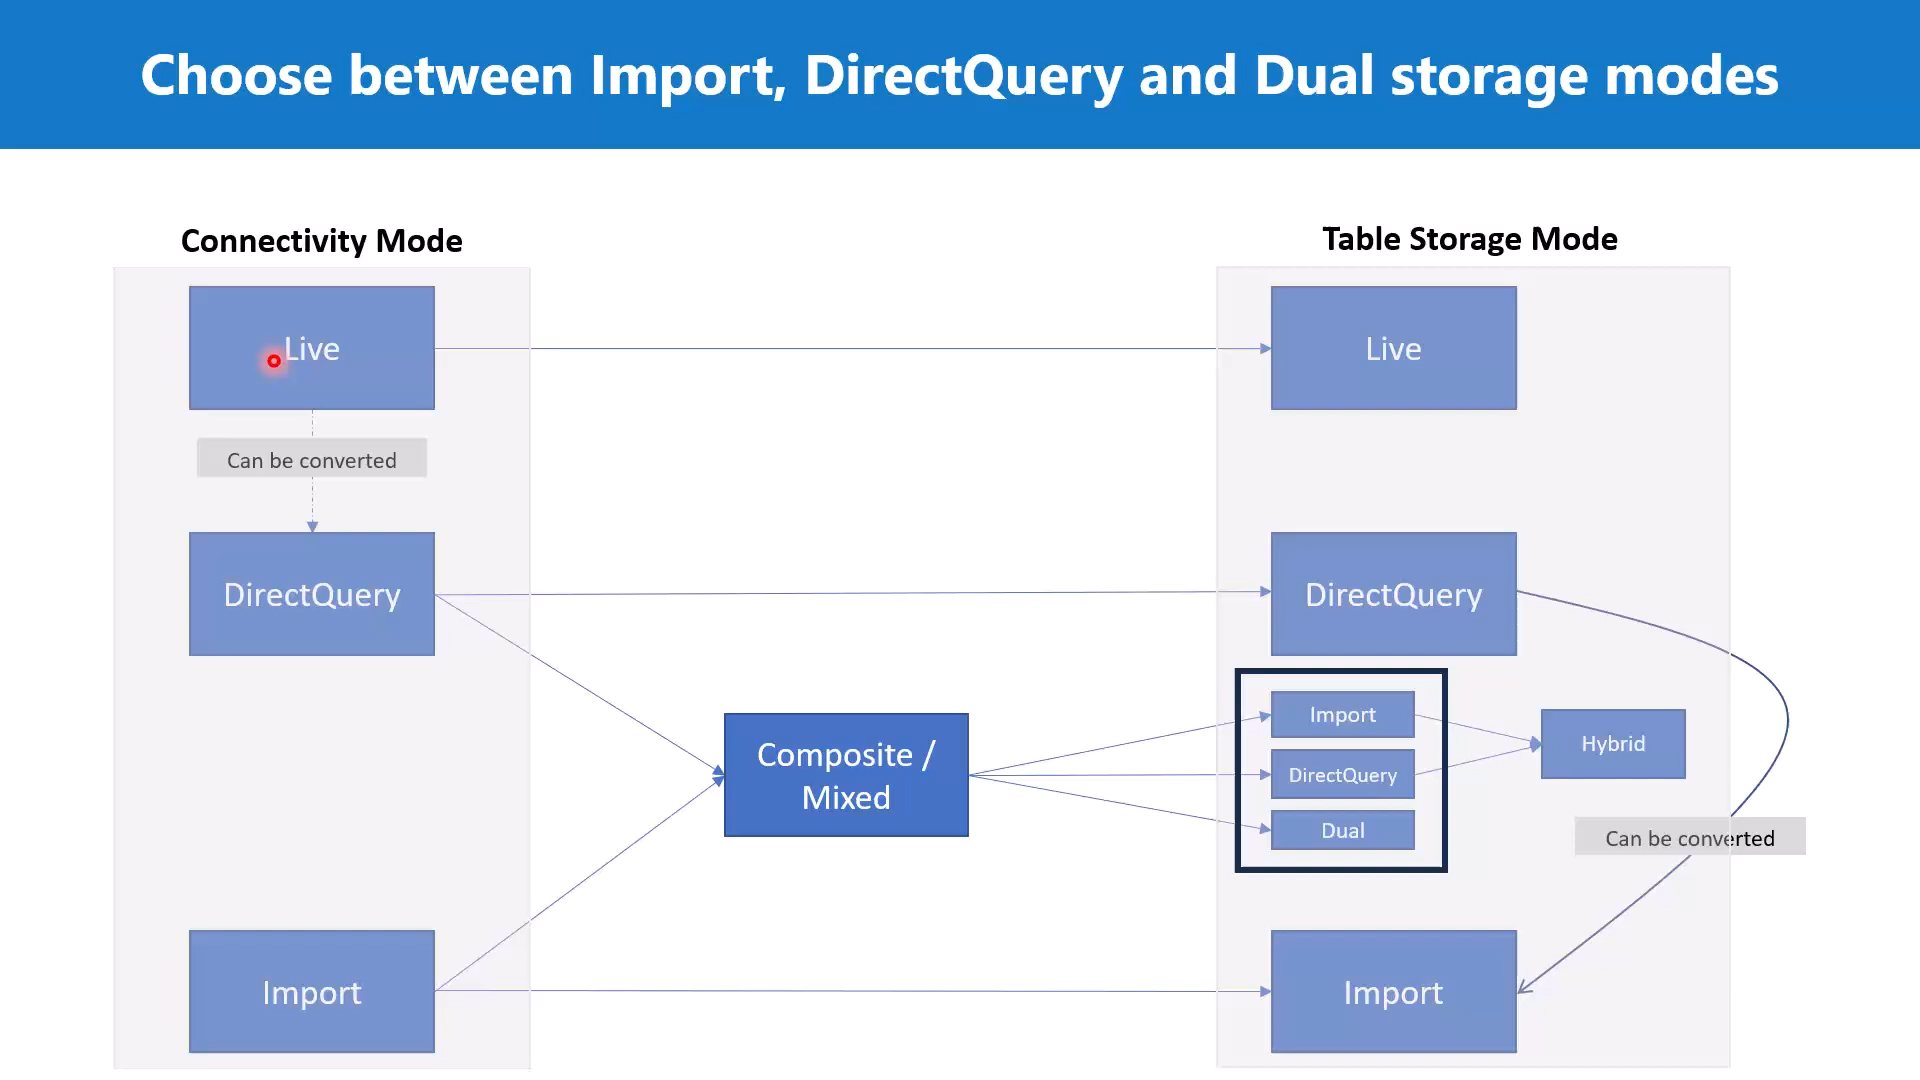 Choose between Import, DirectQuery and Dual storage modes
Connectivity Mode
Live
Can be converted
DirectQuery
Import
Composite /
Mixed
Table Storage Mode
Live
DirectQuery
Import
DirectQuery
Dual
Hybrid
Can be converted
Import